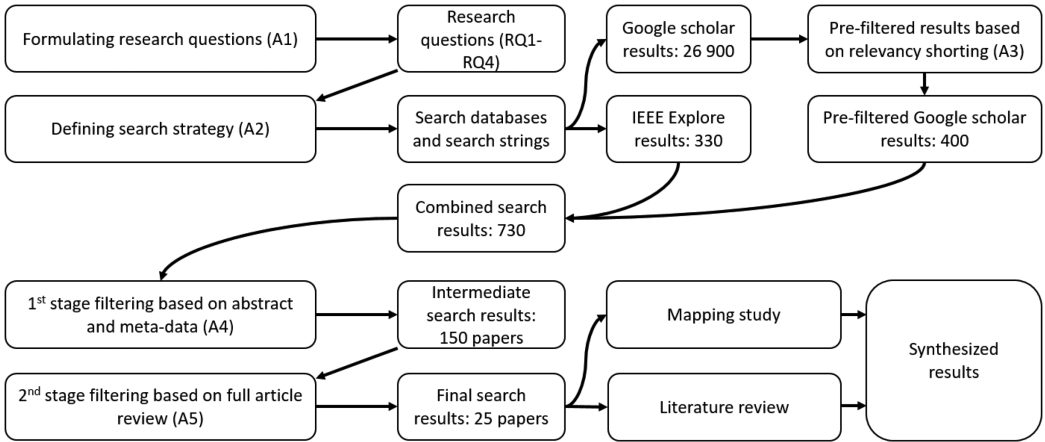 Formulating research questions (A1)
Research
questions (RQ1-
RQ4)
Google scholar
results: 26 900
Pre-filtered results based
on relevancy shorting (A3)
Defining search strategy (A2)
Search databases
and search strings
IEEE Explore
results: 330
Pre-filtered Google scholar
results: 400
Combined search
results: 730
1st stage filtering based on abstract
and meta-data (A4)
Intermediate
search results:
150 papers
Mapping study
Synthesized
results
2nd stage filtering based on full article
review (A5)
Final search
results: 25 papers
Literature review